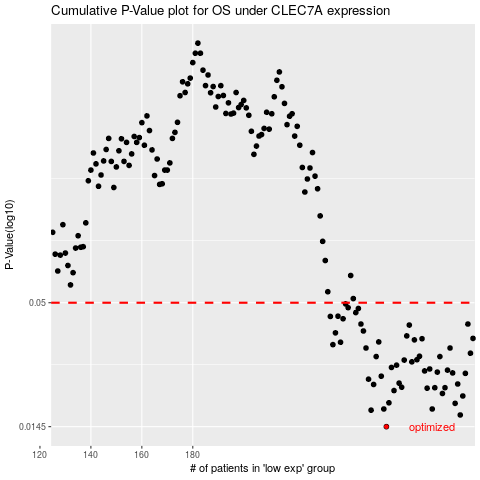 Cumulative P-Value plot for OS under CLEC7A expression
P-Value(log10)
0.05
0.0145
optimized
120 140 160 180
# of patients in 'low exp' group